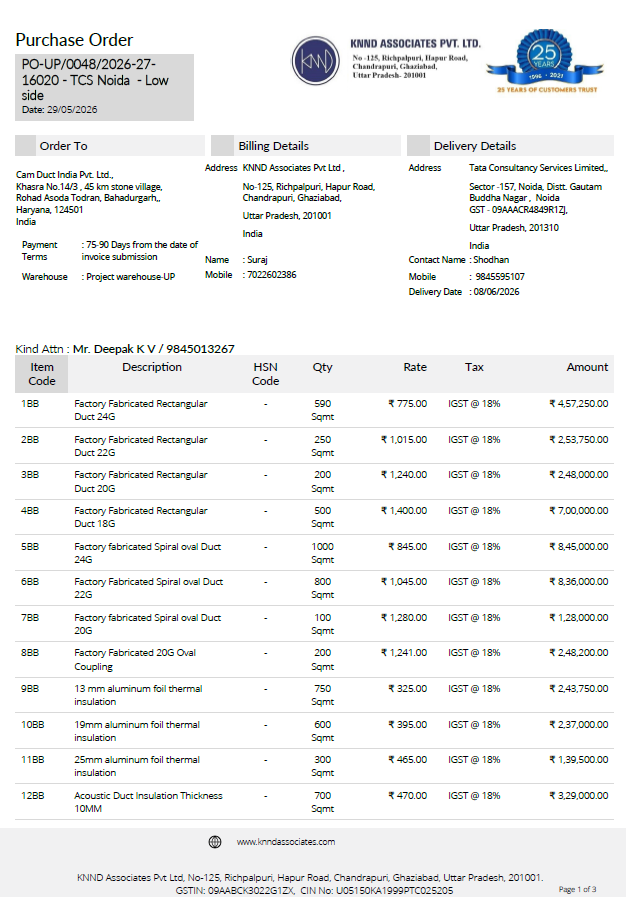 Purchase Order
PO-UP/0048/2026-27-
16020 - TCS Noida - Low
side
Date: 29/05/2026
KNND
KNND ASSOCIATES PVT. LTD.
No -125, Richpalpuri, Hapur Road,
Chandrapuri, Ghaziabad,
Uttar Pradesh- 201001
25
YEARS
1996 - 2021
25 YEARS OF CUSTOMERS TRUST
Order To
Cam Duct India Pvt. Ltd.,
Khasra No.14/3 , 45 km stone village,
Rohad Asoda Todran, Bahadurgarh,,
Haryana, 124501
India
Payment Terms : 75-90 Days from the date of
invoice submission
Warehouse : Project warehouse-UP
Billing Details
Address KNND Associates Pvt Ltd ,
No-125, Richpalpuri, Hapur Road,
Chandrapuri, Ghaziabad,
Uttar Pradesh, 201001
India
Name : Suraj
Mobile : 7022602386
Delivery Details
Address Tata Consultancy Services Limited,,
Sector -157, Noida, Distt. Gautam
Buddha Nagar , Noida
GST - 09AAACR4849R1ZJ,
Uttar Pradesh, 201310
India
Contact Name : Shodhan
Mobile : 9845595107
Delivery Date : 08/06/2026
Kind Attn : Mr. Deepak K V / 9845013267
Item Code Description HSN Code Qty Rate Tax Amount
1BB Factory Fabricated Rectangular Duct 24G - 590 Sqmt ₹ 775.00 IGST @ 18% ₹ 4,57,250.00
2BB Factory Fabricated Rectangular Duct 22G - 250 Sqmt ₹ 1,015.00 IGST @ 18% ₹ 2,53,750.00
3BB Factory Fabricated Rectangular Duct 20G - 200 Sqmt ₹ 1,240.00 IGST @ 18% ₹ 2,48,000.00
4BB Factory Fabricated Rectangular Duct 18G - 500 Sqmt ₹ 1,400.00 IGST @ 18% ₹ 7,00,000.00
5BB Factory fabricated Spiral oval Duct 24G - 1000 Sqmt ₹ 845.00 IGST @ 18% ₹ 8,45,000.00
6BB Factory Fabricated Spiral oval Duct 22G - 800 Sqmt ₹ 1,045.00 IGST @ 18% ₹ 8,36,000.00
7BB Factory fabricated Spiral oval Duct 20G - 100 Sqmt ₹ 1,280.00 IGST @ 18% ₹ 1,28,000.00
8BB Factory Fabricated 20G Oval Coupling - 200 Sqmt ₹ 1,241.00 IGST @ 18% ₹ 2,48,200.00
9BB 13 mm aluminum foil thermal insulation - 750 Sqmt ₹ 325.00 IGST @ 18% ₹ 2,43,750.00
10BB 19mm aluminum foil thermal insulation - 600 Sqmt ₹ 395.00 IGST @ 18% ₹ 2,37,000.00
11BB 25mm aluminum foil thermal insulation - 300 Sqmt ₹ 465.00 IGST @ 18% ₹ 1,39,500.00
12BB Acoustic Duct Insulation Thickness 10MM - 700 Sqmt ₹ 470.00 IGST @ 18% ₹ 3,29,000.00
www.knndassociates.com
KNND Associates Pvt Ltd, No-125, Richpalpuri, Hapur Road, Chandrapuri, Ghaziabad, Uttar Pradesh, 201001.
GSTIN: 09AABCK3022G1ZX, CIN No: U05150KA1999PTC025205
Page 1 of 3